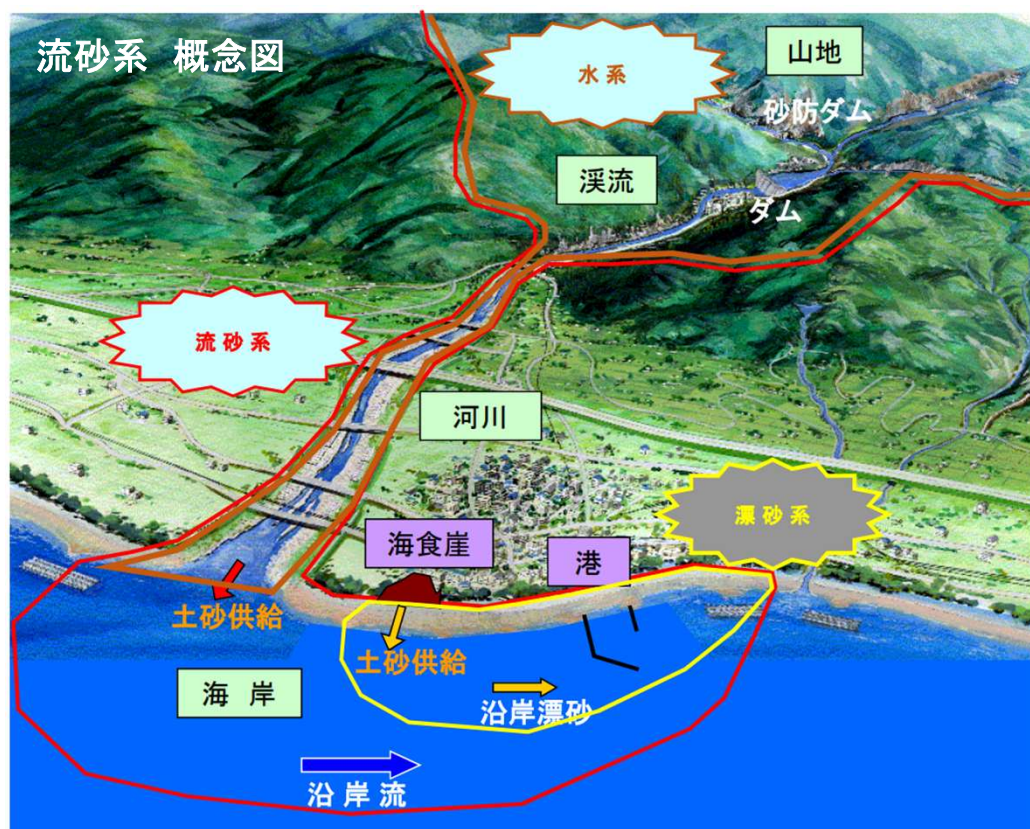 流砂系 概念図
水系
山地
砂防ダム
渓流
ダム
流砂系
河川
漂砂系
海食崖
港
土砂供給
土砂供給
海 岸
沿岸漂砂
沿 岸 流